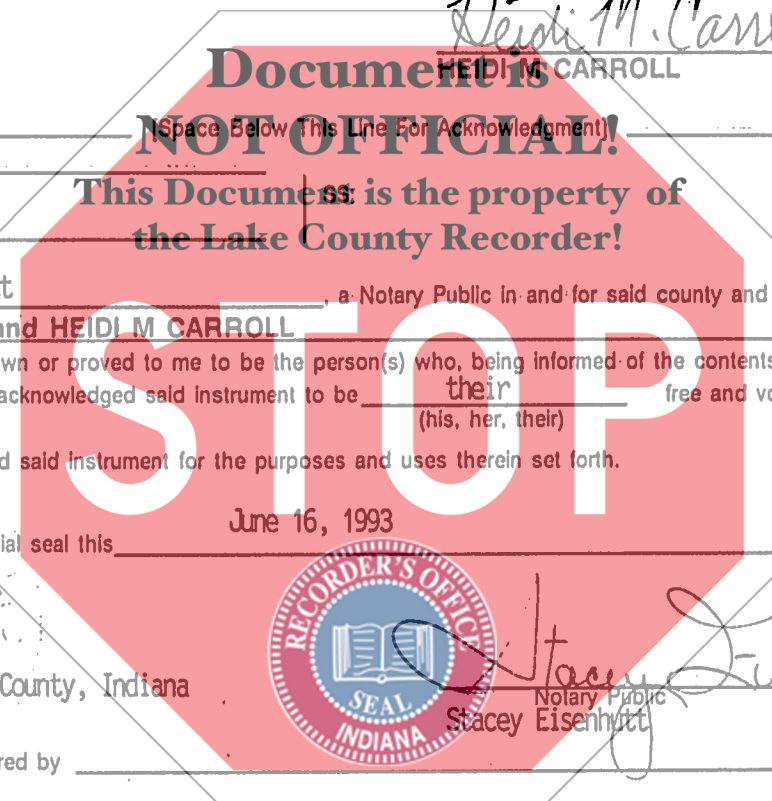 Heidi M. Carr
HEIDI M CARROLL
Document is
[Space Below This Line For Acknowledgment]
NOT OFFICIAL!
SS:
This Document is the property of
the Lake County Recorder!
t, a Notary Public in and for said county and
and HEIDI M CARROLL
wn or proved to me to be the person(s) who, being informed of the contents
acknowledged said instrument to be their free and vo
(his, her, their)
d said instrument for the purposes and uses therein set forth.
STOP
June 16, 1993
ial seal this
RECORDER'S OFFICE
SEAL
INDIANA
Stacey
County, Indiana
Notary Public
Stacey Eisenhutt
red by